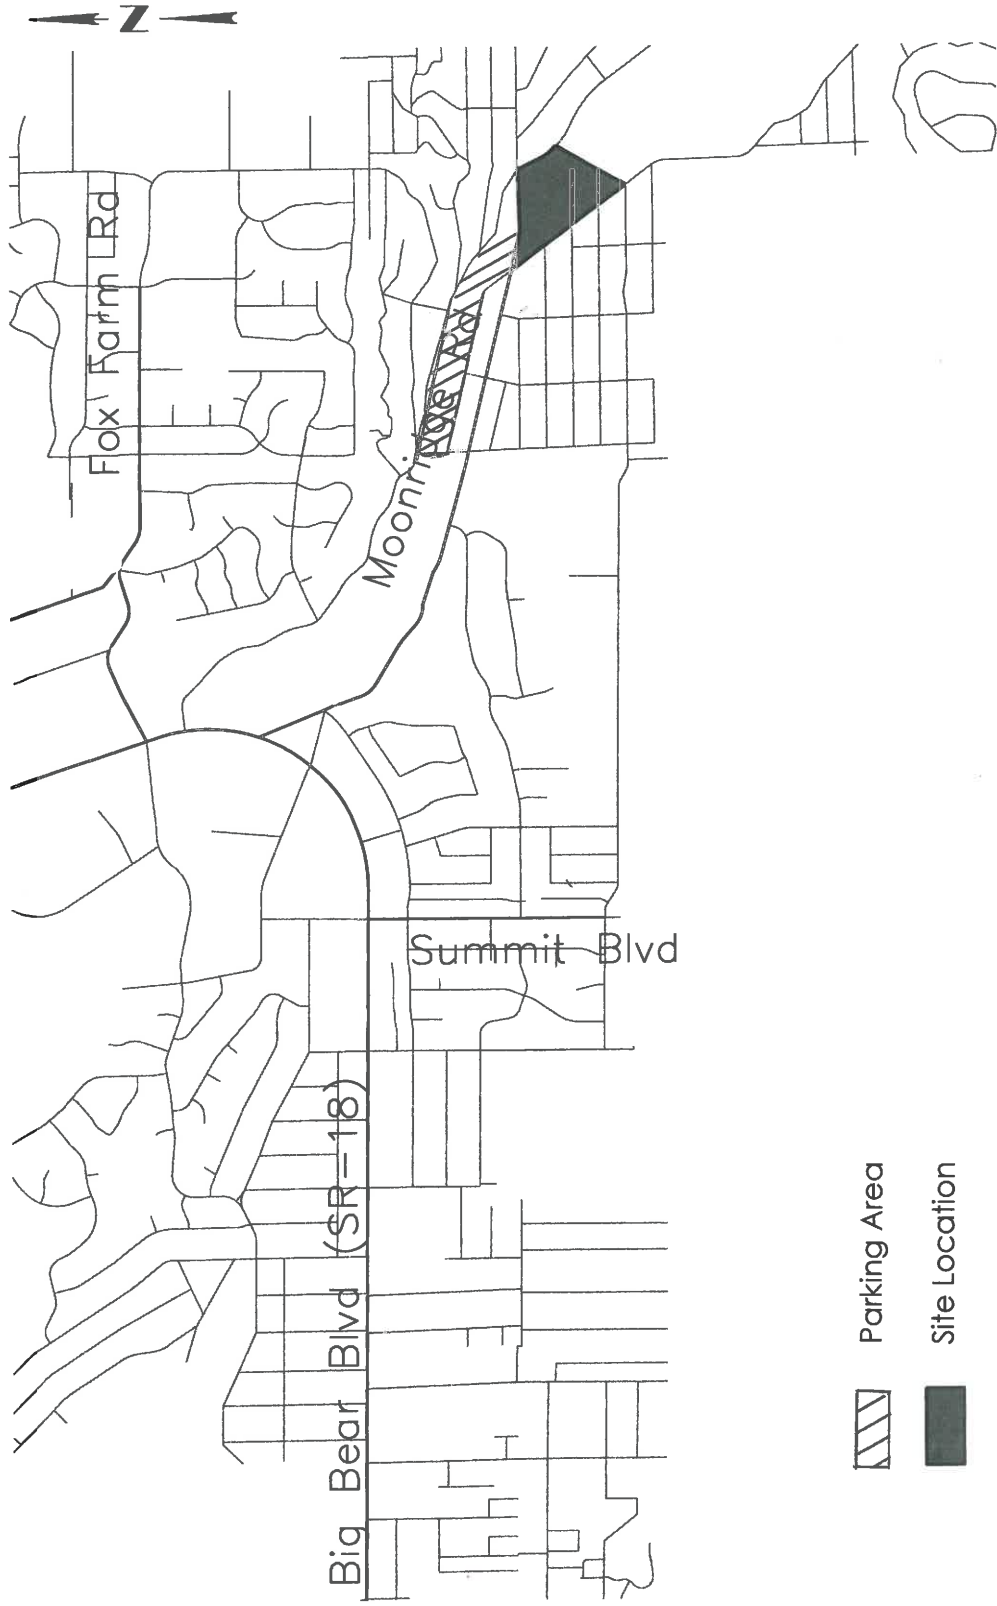 N
Fox Farm Rd
Moonridge Rd
Summit Blvd
Big Bear Blvd (SR-18)
Parking Area
Site Location